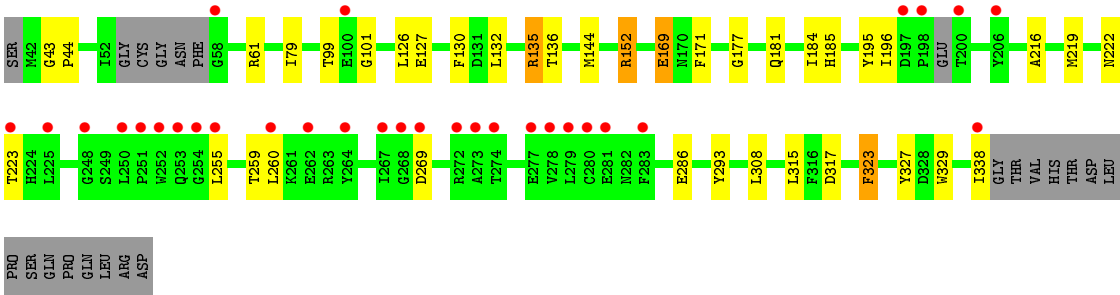 SER M42 G43 P44 I52 GLY CYS GLY ASN PHE G58 R61 I79 T99 E100 G101 L126 E127 F130 D131 L132 R135 T136 M144 R152 E169 N170 F171 G177 Q181 I184 H185 Y195 I196 D197 P198 GLU T200 Y206 A216 M219 N222
T223 H224 L225 G248 S249 L250 P251 W252 Q253 G254 L255 T259 L260 K261 E262 R263 Y264 I267 G268 D269 R272 A273 T274 E277 V278 L279 C280 E281 N282 F283 E286 Y293 L308 L315 F316 D317 F323 Y327 D328 W329 I338 GLY THR VAL HIS THR ASP LEU
PRO SER GLN PRO GLN LEU ARG ASP